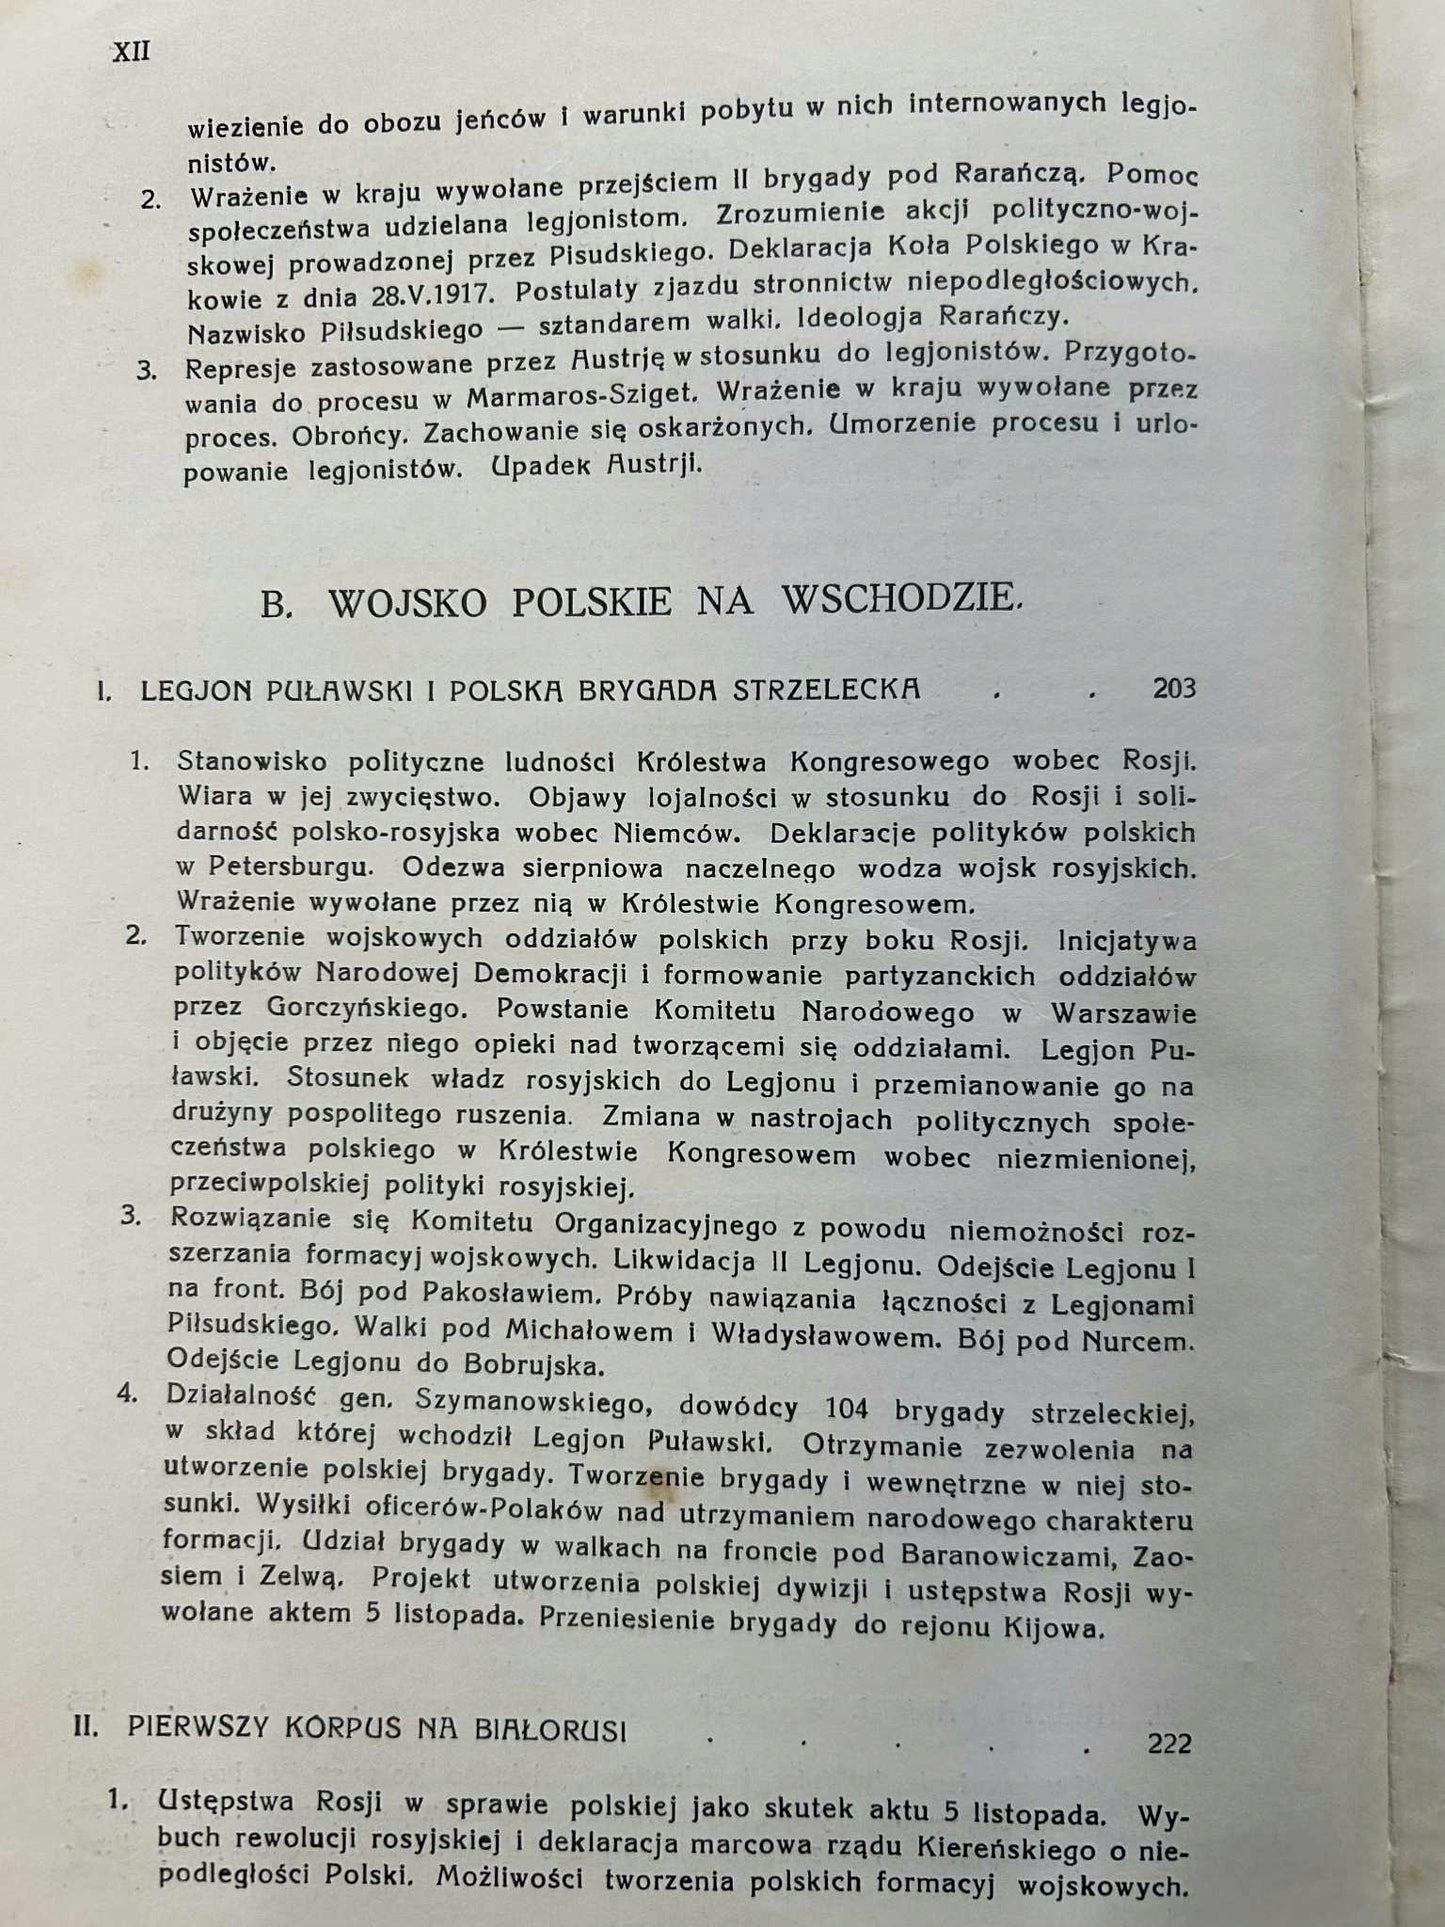 XII
wiezienie do obozu jeńców i warunki pobytu w nich internowanych legjo-
nistów.
2. Wrażenie w kraju wywołane przejściem II brygady pod Rarańczą. Pomoc
społeczeństwa udzielana legjonistom. Zrozumienie akcji polityczno-woj-
skowej prowadzonej przez Pisudskiego. Deklaracja Koła Polskiego w Kra-
kowie z dnia 28.V.1917. Postulaty zjazdu stronnictw niepodległościowych.
Nazwisko Piłsudskiego — sztandarem walki. Ideologja Rarańczy.
3. Represje zastosowane przez Austrję w stosunku do legjonistów. Przygoto-
wania do procesu w Marmaros-Sziget. Wrażenie w kraju wywołane przez
proces. Obrońcy. Zachowanie się oskarżonych. Umorzenie procesu i urlo-
powanie legjonistów. Upadek Austrji.
B. WOJSKO POLSKIE NA WSCHODZIE.
I. LEGJON PUŁAWSKI I POLSKA BRYGADA STRZELECKA . . 203
1. Stanowisko polityczne ludności Królestwa Kongresowego wobec Rosji.
Wiara w jej zwycięstwo. Objawy lojalności w stosunku do Rosji i soli-
darność polsko-rosyjska wobec Niemców. Deklaracje polityków polskich
w Petersburgu. Odezwa sierpniowa naczelnego wodza wojsk rosyjskich.
Wrażenie wywołane przez nią w Królestwie Kongresowem.
2. Tworzenie wojskowych oddziałów polskich przy boku Rosji. Inicjatywa
polityków Narodowej Demokracji i formowanie partyzanckich oddziałów
przez Gorczyńskiego. Powstanie Komitetu Narodowego w Warszawie
i objęcie przez niego opieki nad tworzącemi się oddziałami. Legjon Pu-
ławski. Stosunek władz rosyjskich do Legjonu i przemianowanie go na
drużyny pospolitego ruszenia. Zmiana w nastrojach politycznych społe-
czeństwa polskiego w Królestwie Kongresowem wobec niezmienionej,
przeciwpolskiej polityki rosyjskiej.
3. Rozwiązanie się Komitetu Organizacyjnego z powodu niemożności roz-
szerzania formacyj wojskowych. Likwidacja II Legjonu. Odejście Legjonu I
na front. Bój pod Pakosławiem. Próby nawiązania łączności z Legjonami
Piłsudskiego. Walki pod Michałowem i Władysławowem. Bój pod Nurcem.
Odejście Legjonu do Bobrujska.
4. Działalność gen. Szymanowskiego, dowódcy 104 brygady strzeleckiej,
w skład której wchodził Legjon Puławski. Otrzymanie zezwolenia na
utworzenie polskiej brygady. Tworzenie brygady i wewnętrzne w niej sto-
sunki. Wysiłki oficerów-Polaków nad utrzymaniem narodowego charakteru
formacji. Udział brygady w walkach na froncie pod Baranowiczami, Zao-
siem i Zelwą. Projekt utworzenia polskiej dywizji i ustępstwa Rosji wy-
wołane aktem 5 listopada. Przeniesienie brygady do rejonu Kijowa.
II. PIERWSZY KORPUS NA BIAŁORUSI . . . . . 222
1. Ustępstwa Rosji w sprawie polskiej jako skutek aktu 5 listopada. Wy-
buch rewolucji rosyjskiej i deklaracja marcowa rządu Kiereńskiego o nie-
podległości Polski. Możliwości tworzenia polskich formacyj wojskowych.